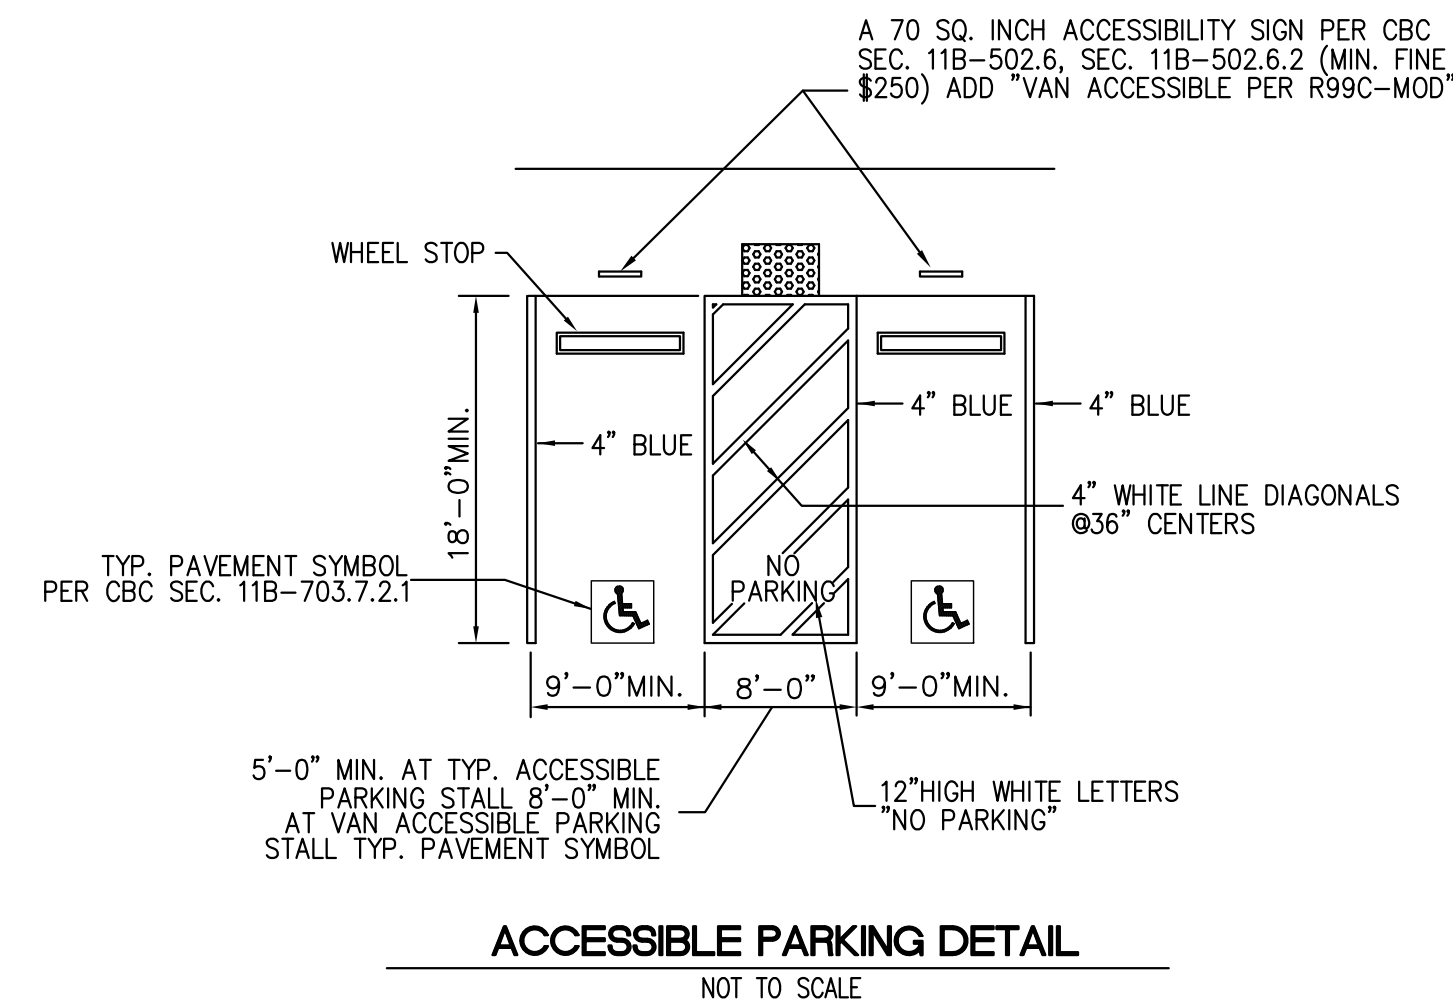 A 70 SQ. INCH ACCESSIBILITY SIGN PER CBC
SEC. 11B-502.6, SEC. 11B-502.6.2 (MIN. FINE
$250) ADD "VAN ACCESSIBLE PER R99C-MOD"
WHEEL STOP
4" BLUE
4" BLUE
4" BLUE
18'-0"MIN.
4" WHITE LINE DIAGONALS
@36" CENTERS
TYP. PAVEMENT SYMBOL
PER CBC SEC. 11B-703.7.2.1
NO
PARKING
9'-0"MIN.
8'-0"
9'-0"MIN.
5'-0" MIN. AT TYP. ACCESSIBLE
PARKING STALL 8'-0" MIN.
AT VAN ACCESSIBLE PARKING
STALL TYP. PAVEMENT SYMBOL
12"HIGH WHITE LETTERS
"NO PARKING"
ACCESSIBLE PARKING DETAIL
NOT TO SCALE